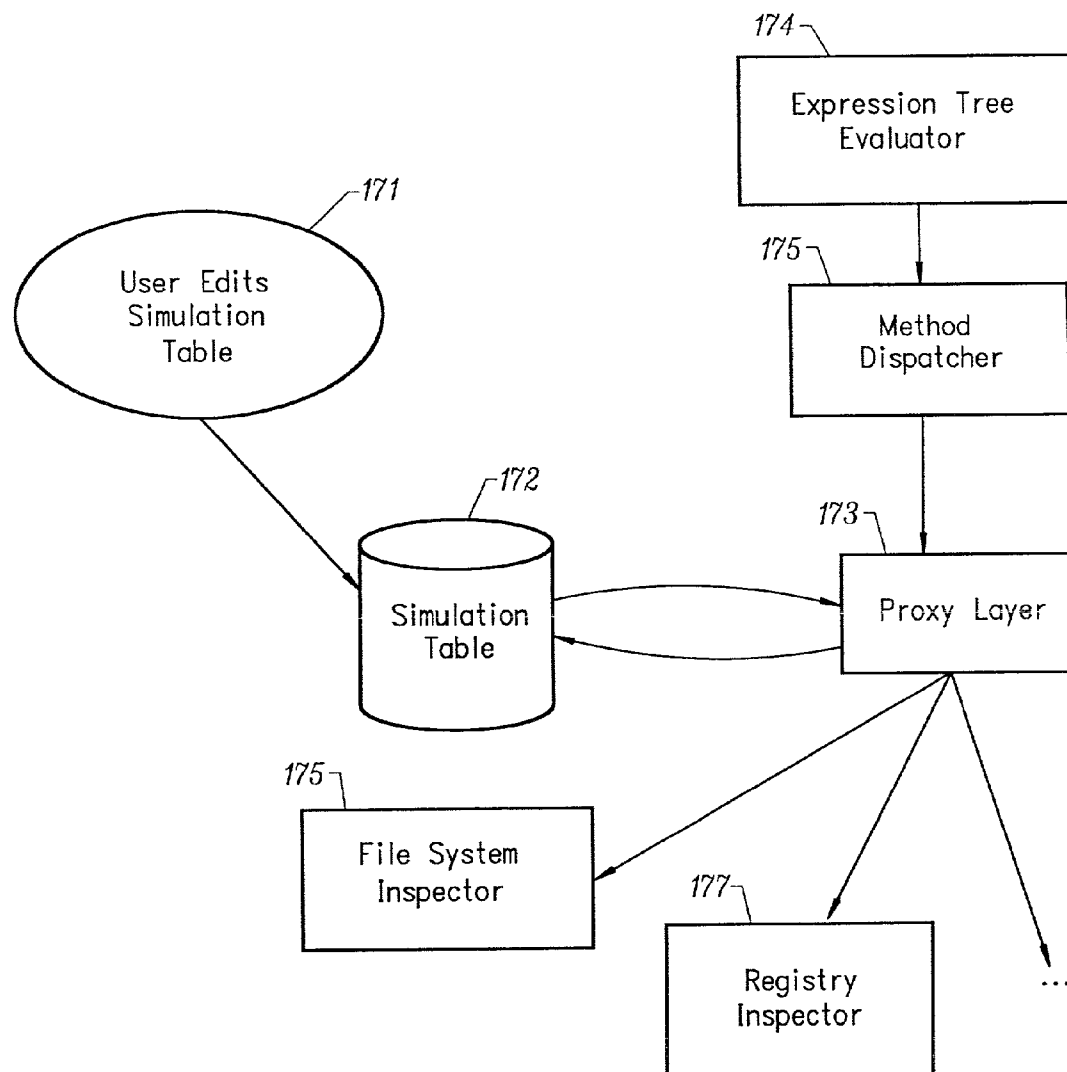 174
Expression Tree
Evaluator
171
User Edits
Simulation
Table
175
Method
Dispatcher
172
Simulation
Table
173
Proxy Layer
175
File System
Inspector
177
Registry
Inspector
...